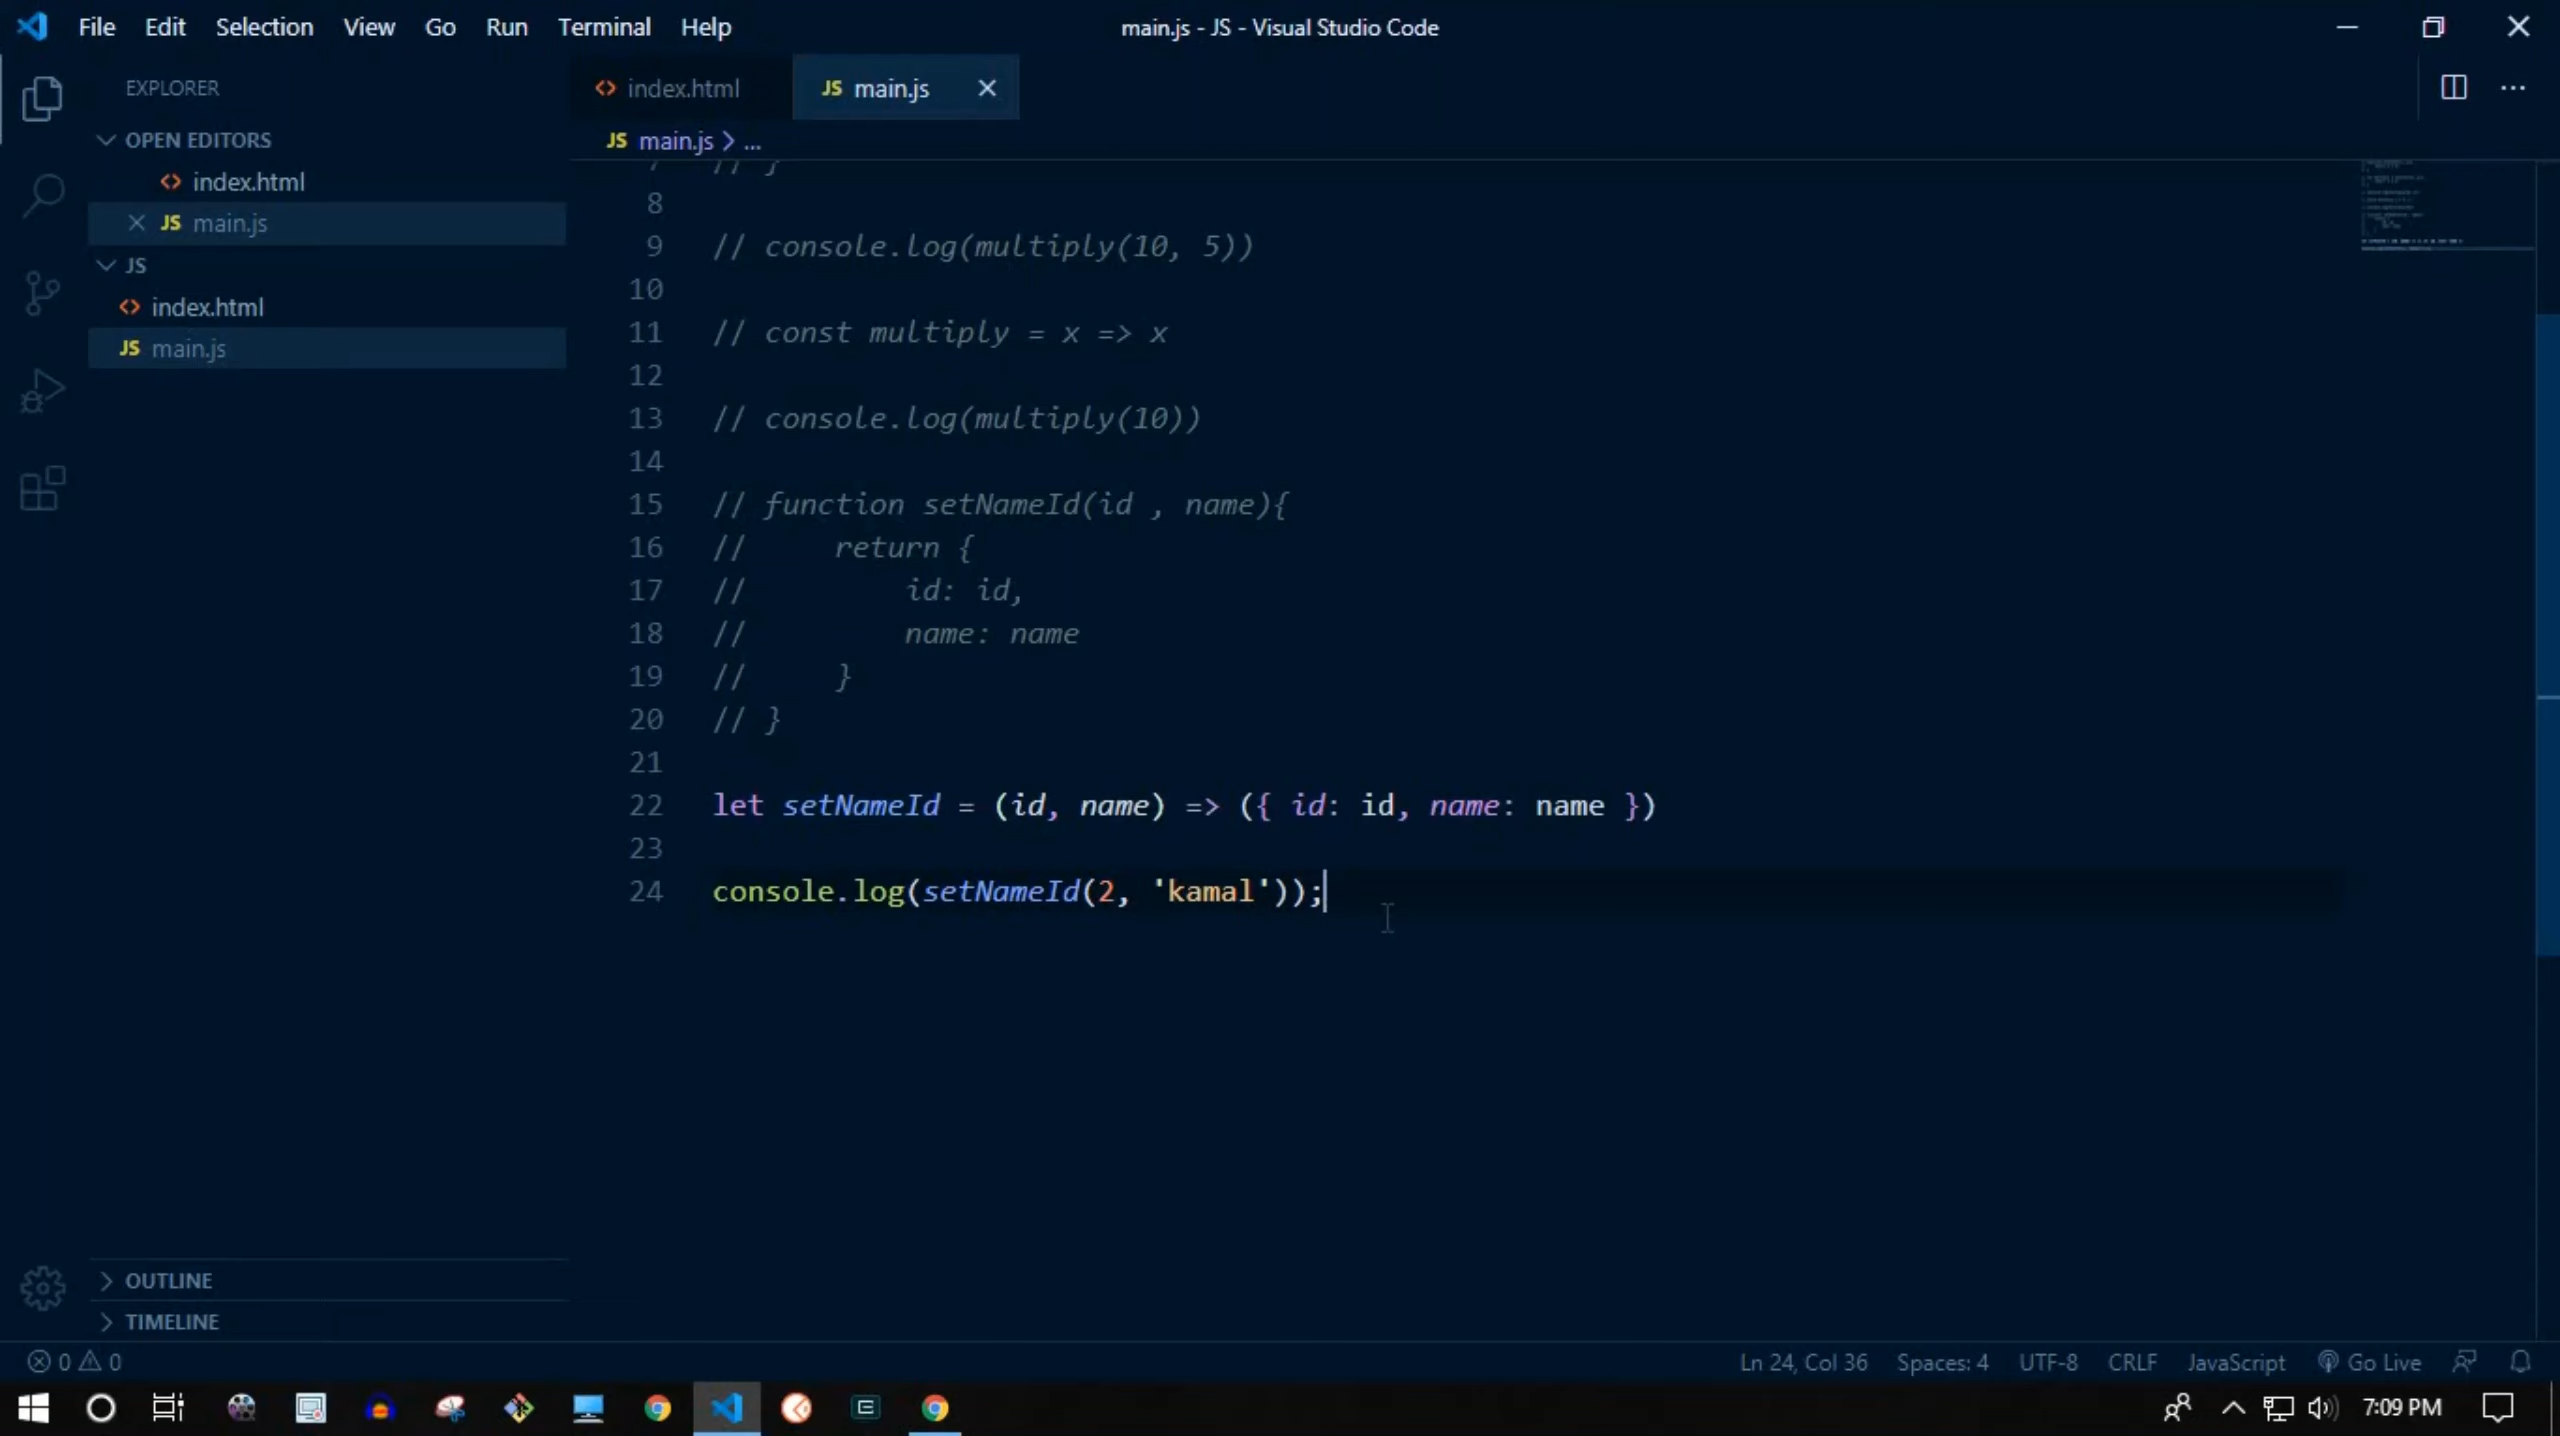 File Edit Selection View Go Run Terminal Help
main.js - JS - Visual Studio Code
EXPLORER
OPEN EDITORS
index.html
JS main.js
JS
index.html
JS main.js
OUTLINE
TIMELINE
index.html
JS main.js
JS main.js > ...
7 // }
8
9 // console.log(multiply(10, 5))
10
11 // const multiply = x => x
12
13 // console.log(multiply(10))
14
15 // function setNameId(id , name){
16 //     return {
17 //         id: id,
18 //         name: name
19 //     }
20 // }
21
22 let setNameId = (id, name) => ({ id: id, name: name })
23
24 console.log(setNameId(2, 'kamal'));
0 0
Ln 24, Col 36 Spaces: 4 UTF-8 CRLF JavaScript Go Live
7:09 PM